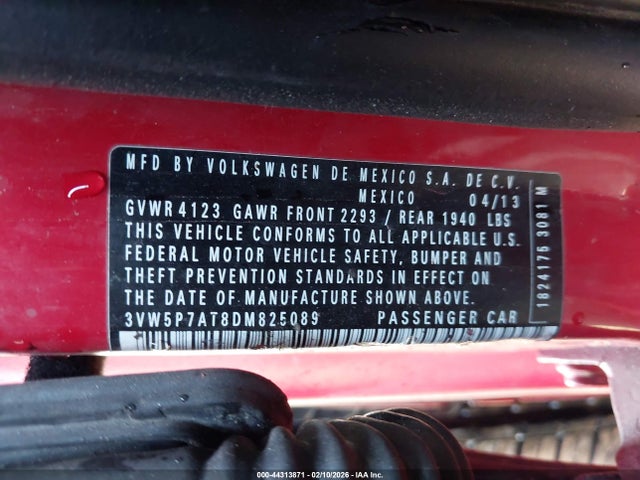 MFD BY VOLKSWAGEN DE MEXICO S.A. DE C.V.
MEXICO 04/13
GVWR 4123 GAWR FRONT 2293 / REAR 1940 LBS
THIS VEHICLE CONFORMS TO ALL APPLICABLE U.S.
FEDERAL MOTOR VEHICLE SAFETY, BUMPER AND
THEFT PREVENTION STANDARDS IN EFFECT ON
THE DATE OF MANUFACTURE SHOWN ABOVE.
3VW5P7AT8DM825089 PASSENGER CAR
1824175 3081 M
000-44313871 - 02/10/2026 - IAA Inc.